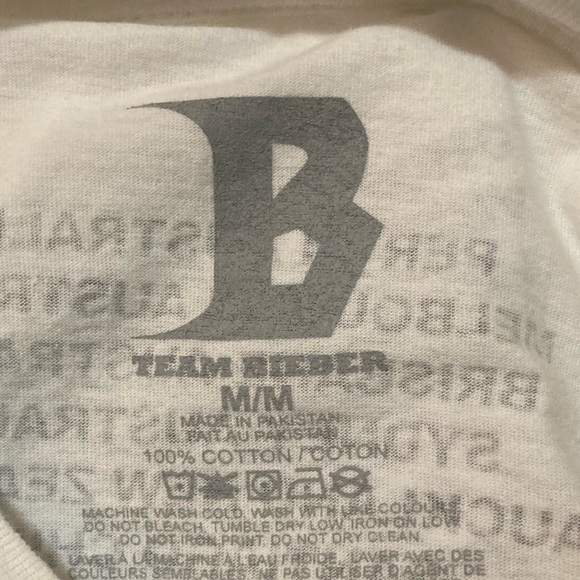 B
TEAM BIEBER
M/M
MADE IN PAKISTAN
FAIT AU PAKISTAN
100% COTTON / COTON
MACHINE WASH COLD. WASH WITH LIKE COLOURS.
DO NOT BLEACH. TUMBLE DRY LOW. IRON ON LOW
DO NOT IRON PRINT. DO NOT DRY CLEAN.
LAVER À LA MACHINE À L'EAU FROIDE. LAVER AVEC DES
COULEURS SEMBLABLES. NE PAS UTILISER D'AGENT DE